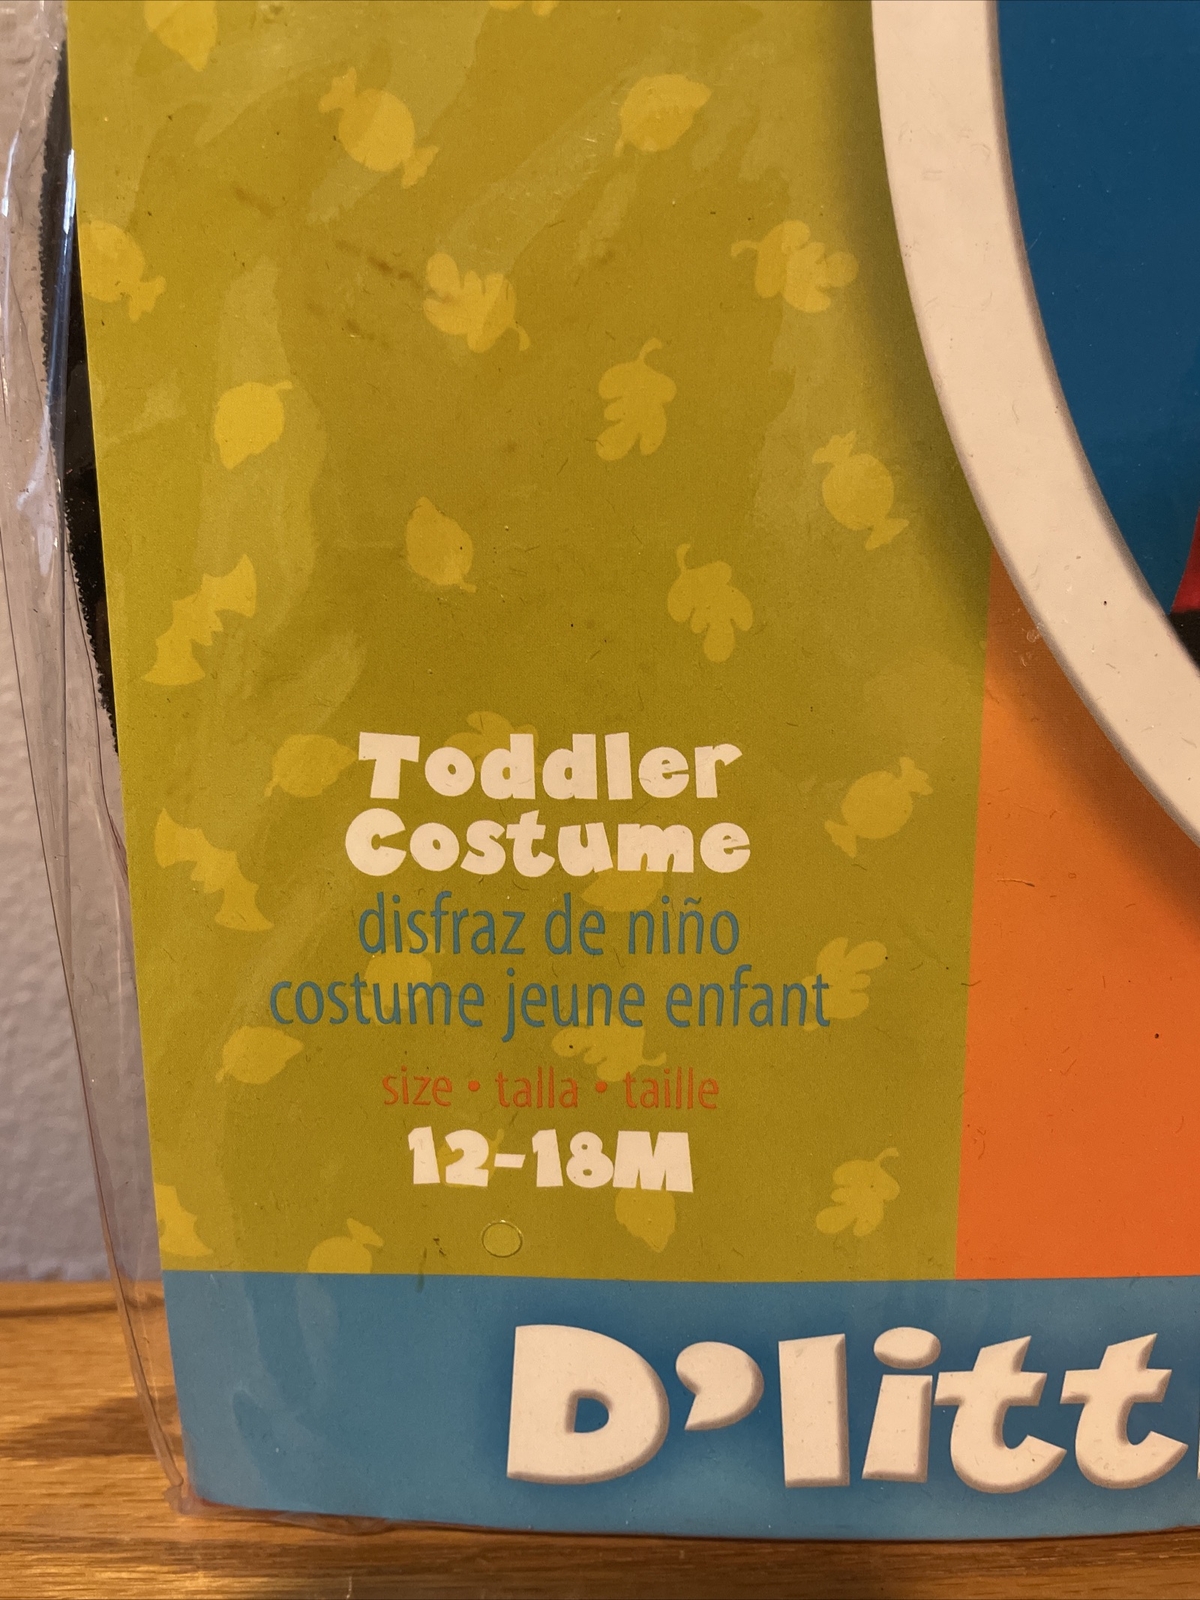 Toddler
Costume
disfraz de niño
costume jeune enfant
size • talla • taille
12-18M
D'litt